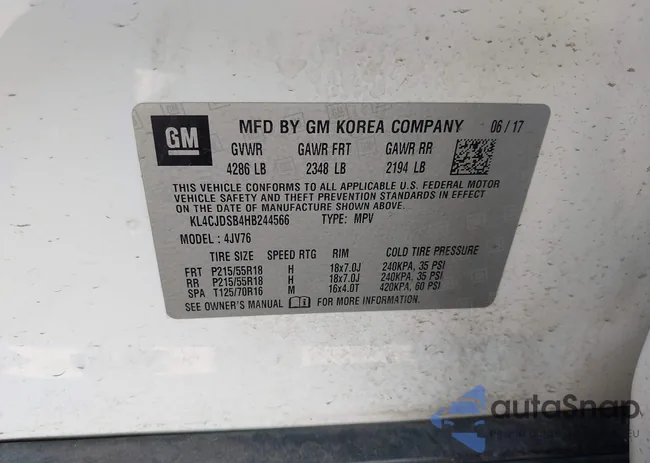 GM
MFD BY GM KOREA COMPANY 06/17
GVWR GAWR FRT GAWR RR
4286 LB 2348 LB 2194 LB
THIS VEHICLE CONFORMS TO ALL APPLICABLE U.S. FEDERAL MOTOR
VEHICLE SAFETY AND THEFT PREVENTION STANDARDS IN EFFECT
ON THE DATE OF MANUFACTURE SHOWN ABOVE.
KL4CJDSB4HB244566 TYPE: MPV
MODEL: 4JV76
TIRE SIZE SPEED RTG RIM COLD TIRE PRESSURE
FRT P215/55R18 H 18x7.0J 240KPA, 35 PSI
RR P215/55R18 H 18x7.0J 240KPA, 35 PSI
SPA T125/70R16 M 16x4.0T 420KPA, 60 PSI
SEE OWNER'S MANUAL FOR MORE INFORMATION.
autoSnap